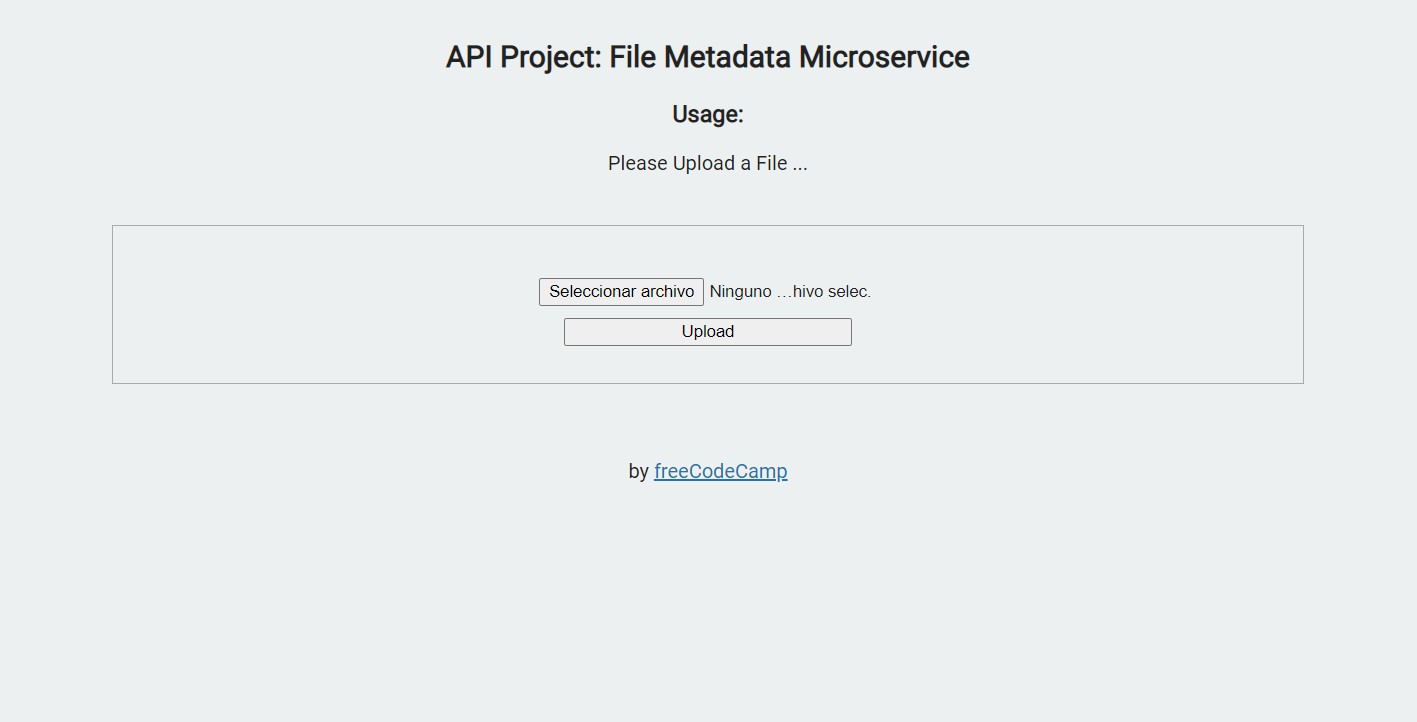 API Project: File Metadata Microservice
Usage:
Please Upload a File ...
Seleccionar archivo Ninguno ...hivo selec.
Upload
by freeCodeCamp